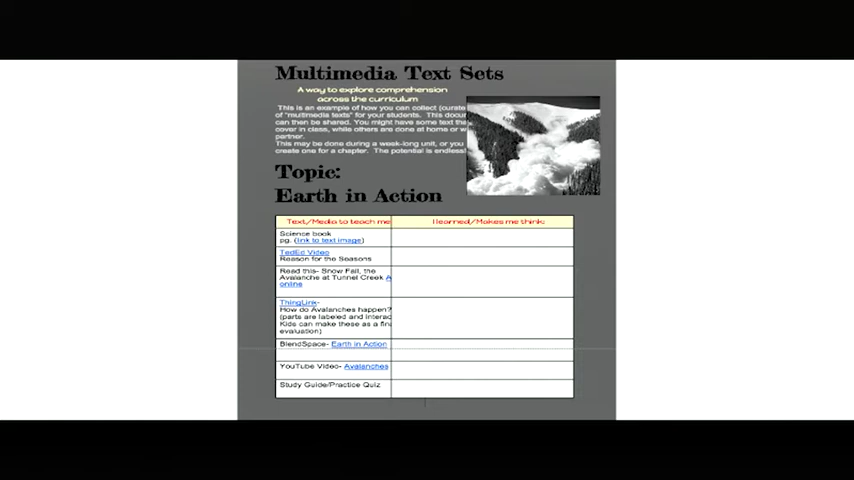 Multimedia Text Sets
A way to explore comprehension
across the curriculum
This is an example of how you can collect (curate
of "multimedia texts" for your students. This docu
can then be shared. You might have some text tha
cover in class, while others are done at home or w
partner.
This may be done during a week-long unit, or you
create one for a chapter. The potential is endless!
Topic:
Earth in Action
Text/Media to teach me
I learned/Makes me think:
Science book
pg. (link to text image)
TedEd Video
Reason for the Seasons
Read this- Snow Fall, the
Avalanche at Tunnel Creek A
online
ThingLink-
How do Avalanches happen?
(parts are labeled and interac
Kids can make these as a fina
evaluation)
BlendSpace- Earth in Action
YouTube Video- Avalanches
Study Guide/Practice Quiz